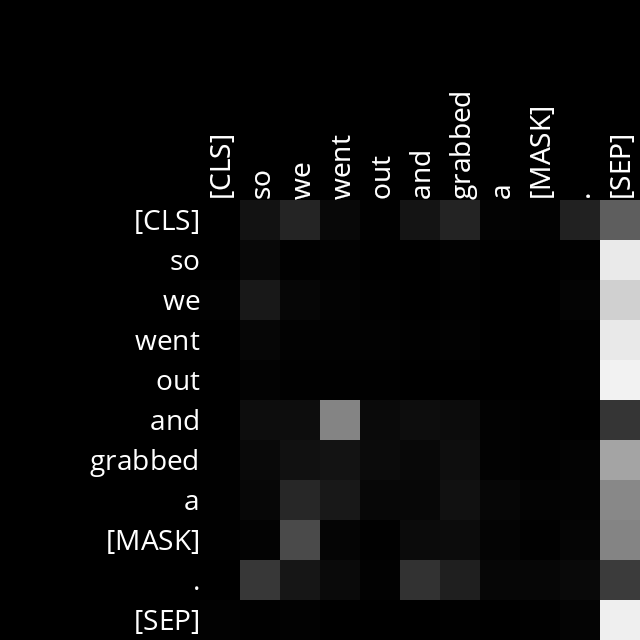 [CLS] so we went out and grabbed a [MASK] . [SEP]
[CLS]
so
we
went
out
and
grabbed
a
[MASK]
.
[SEP]